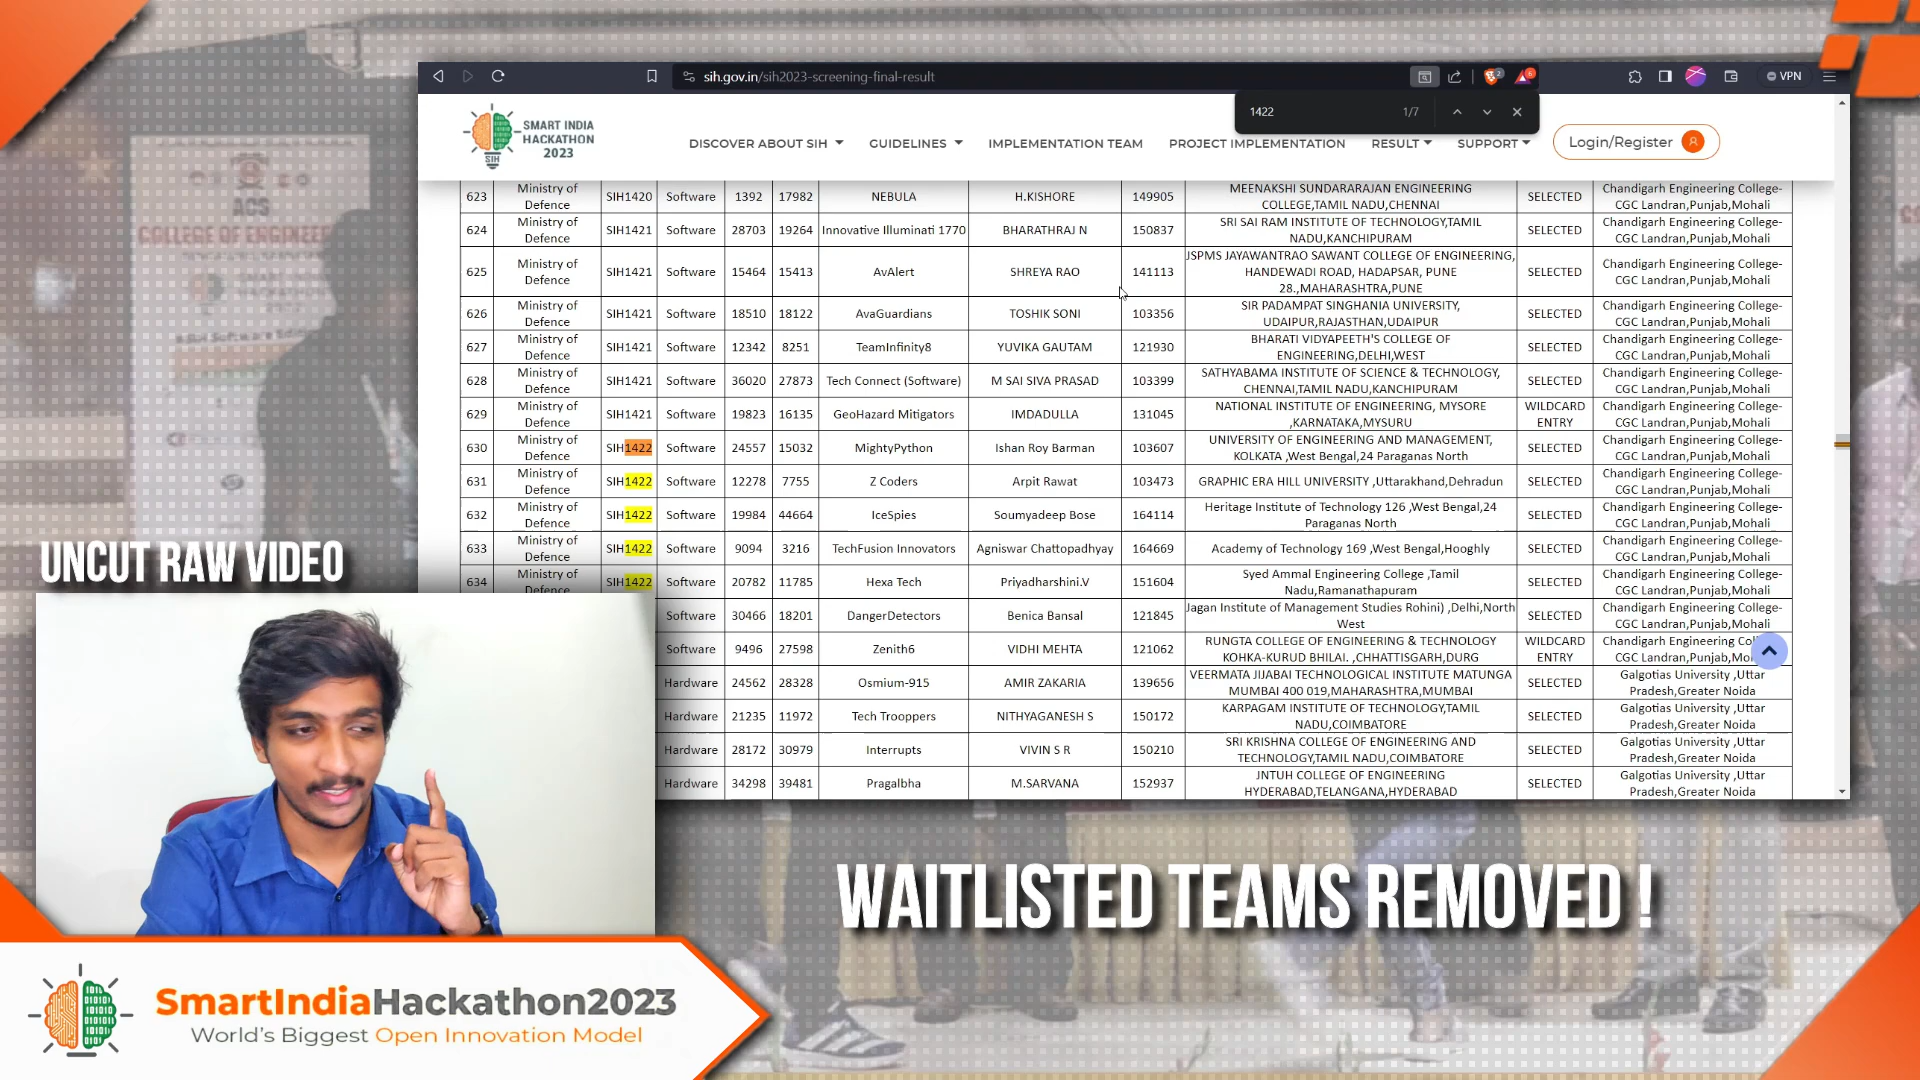 sih.gov.in/sih2023-screening-final-result
VPN
1422
1/7
SMART INDIA
HACKATHON
2023
SIH
DISCOVER ABOUT SIH
GUIDELINES
IMPLEMENTATION TEAM
PROJECT IMPLEMENTATION
RESULT
SUPPORT
Login/Register
623 Ministry of Defence SIH1420 Software 1392 17982 NEBULA H.KISHORE 149905 MEENAKSHI SUNDARARAJAN ENGINEERING COLLEGE,TAMIL NADU,CHENNAI SELECTED Chandigarh Engineering College-CGC Landran,Punjab,Mohali
624 Ministry of Defence SIH1421 Software 28703 19264 Innovative Illuminati 1770 BHARATHRAJ N 150837 SRI SAI RAM INSTITUTE OF TECHNOLOGY,TAMIL NADU,KANCHIPURAM SELECTED Chandigarh Engineering College-CGC Landran,Punjab,Mohali
625 Ministry of Defence SIH1421 Software 15464 15413 AvAlert SHREYA RAO 141113 JSPMS JAYAWANTRAO SAWANT COLLEGE OF ENGINEERING, HANDEWADI ROAD, HADAPSAR, PUNE 28.,MAHARASHTRA,PUNE SELECTED Chandigarh Engineering College-CGC Landran,Punjab,Mohali
626 Ministry of Defence SIH1421 Software 18510 18122 AvaGuardians TOSHIK SONI 103356 SIR PADAMPAT SINGHANIA UNIVERSITY, UDAIPUR,RAJASTHAN,UDAIPUR SELECTED Chandigarh Engineering College-CGC Landran,Punjab,Mohali
627 Ministry of Defence SIH1421 Software 12342 8251 TeamInfinity8 YUVIKA GAUTAM 121930 BHARATI VIDYAPEETH'S COLLEGE OF ENGINEERING,DELHI,WEST SELECTED Chandigarh Engineering College-CGC Landran,Punjab,Mohali
628 Ministry of Defence SIH1421 Software 36020 27873 Tech Connect (Software) M SAI SIVA PRASAD 103399 SATHYABAMA INSTITUTE OF SCIENCE & TECHNOLOGY, CHENNAI,TAMIL NADU,KANCHIPURAM SELECTED Chandigarh Engineering College-CGC Landran,Punjab,Mohali
629 Ministry of Defence SIH1421 Software 19823 16135 GeoHazard Mitigators IMDADULLA 131045 NATIONAL INSTITUTE OF ENGINEERING, MYSORE ,KARNATAKA,MYSURU WILDCARD ENTRY Chandigarh Engineering College-CGC Landran,Punjab,Mohali
630 Ministry of Defence SIH1422 Software 24557 15032 MightyPython Ishan Roy Barman 103607 UNIVERSITY OF ENGINEERING AND MANAGEMENT, KOLKATA ,West Bengal,24 Paraganas North SELECTED Chandigarh Engineering College-CGC Landran,Punjab,Mohali
631 Ministry of Defence SIH1422 Software 12278 7755 Z Coders Arpit Rawat 103473 GRAPHIC ERA HILL UNIVERSITY ,Uttarakhand,Dehradun SELECTED Chandigarh Engineering College-CGC Landran,Punjab,Mohali
632 Ministry of Defence SIH1422 Software 19984 44664 IceSpies Soumyadeep Bose 164114 Heritage Institute of Technology 126 ,West Bengal,24 Paraganas North SELECTED Chandigarh Engineering College-CGC Landran,Punjab,Mohali
633 Ministry of Defence SIH1422 Software 9094 3216 TechFusion Innovators Agniswar Chattopadhyay 164669 Academy of Technology 169 ,West Bengal,Hooghly SELECTED Chandigarh Engineering College-CGC Landran,Punjab,Mohali
634 Ministry of Defence SIH1422 Software 20782 11785 Hexa Tech Priyadharshini.V 151604 Syed Ammal Engineering College ,Tamil Nadu,Ramanathapuram SELECTED Chandigarh Engineering College-CGC Landran,Punjab,Mohali
Software 30466 18201 DangerDetectors Benica Bansal 121845 Jagan Institute of Management Studies Rohini) ,Delhi,North West SELECTED Chandigarh Engineering College-CGC Landran,Punjab,Mohali
Software 9496 27598 Zenith6 VIDHI MEHTA 121062 RUNGTA COLLEGE OF ENGINEERING & TECHNOLOGY KOHKA-KURUD BHILAI. ,CHHATTISGARH,DURG WILDCARD ENTRY Chandigarh Engineering CGC Landran,Punjab,
Hardware 24562 28328 Osmium-915 AMIR ZAKARIA 139656 VEERMATA JIJABAI TECHNOLOGICAL INSTITUTE MATUNGA MUMBAI 400 019,MAHARASHTRA,MUMBAI SELECTED Galgotias University ,Uttar Pradesh,Greater Noida
Hardware 21235 11972 Tech Trooppers NITHYAGANESH S 150172 KARPAGAM INSTITUTE OF TECHNOLOGY,TAMIL NADU,COIMBATORE SELECTED Galgotias University ,Uttar Pradesh,Greater Noida
Hardware 28172 30979 Interrupts VIVIN S R 150210 SRI KRISHNA COLLEGE OF ENGINEERING AND TECHNOLOGY,TAMIL NADU,COIMBATORE SELECTED Galgotias University ,Uttar Pradesh,Greater Noida
Hardware 34298 39481 Pragalbha M.SARVANA 152937 JNTUH COLLEGE OF ENGINEERING HYDERABAD,TELANGANA,HYDERABAD SELECTED Galgotias University ,Uttar Pradesh,Greater Noida
UNCUT RAW VIDEO
WAITLISTED TEAMS REMOVED !
SmartIndiaHackathon2023
World's Biggest Open Innovation Model